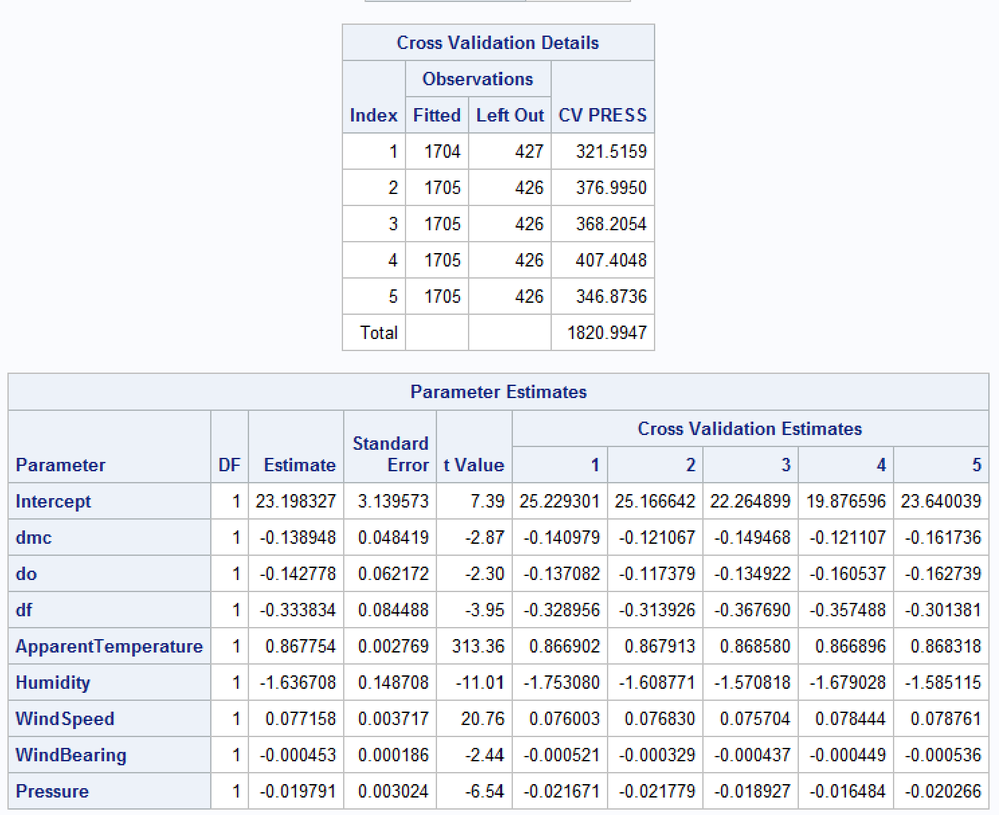 Cross Validation Details
Observations
Index Fitted Left Out CV PRESS
1 1704 427 321.5159
2 1705 426 376.9950
3 1705 426 368.2054
4 1705 426 407.4048
5 1705 426 346.8736
Total 1820.9947
Parameter Estimates
Cross Validation Estimates
Parameter DF Estimate Standard Error t Value 1 2 3 4 5
Intercept 1 23.198327 3.139573 7.39 25.229301 25.166642 22.264899 19.876596 23.640039
dmc 1 -0.138948 0.048419 -2.87 -0.140979 -0.121067 -0.149468 -0.121107 -0.161736
do 1 -0.142778 0.062172 -2.30 -0.137082 -0.117379 -0.134922 -0.160537 -0.162739
df 1 -0.333834 0.084488 -3.95 -0.328956 -0.313926 -0.367690 -0.357488 -0.301381
ApparentTemperature 1 0.867754 0.002769 313.36 0.866902 0.867913 0.868580 0.866896 0.868318
Humidity 1 -1.636708 0.148708 -11.01 -1.753080 -1.608771 -1.570818 -1.679028 -1.585115
WindSpeed 1 0.077158 0.003717 20.76 0.076003 0.076830 0.075704 0.078444 0.078761
WindBearing 1 -0.000453 0.000186 -2.44 -0.000521 -0.000329 -0.000437 -0.000449 -0.000536
Pressure 1 -0.019791 0.003024 -6.54 -0.021671 -0.021779 -0.018927 -0.016484 -0.020266